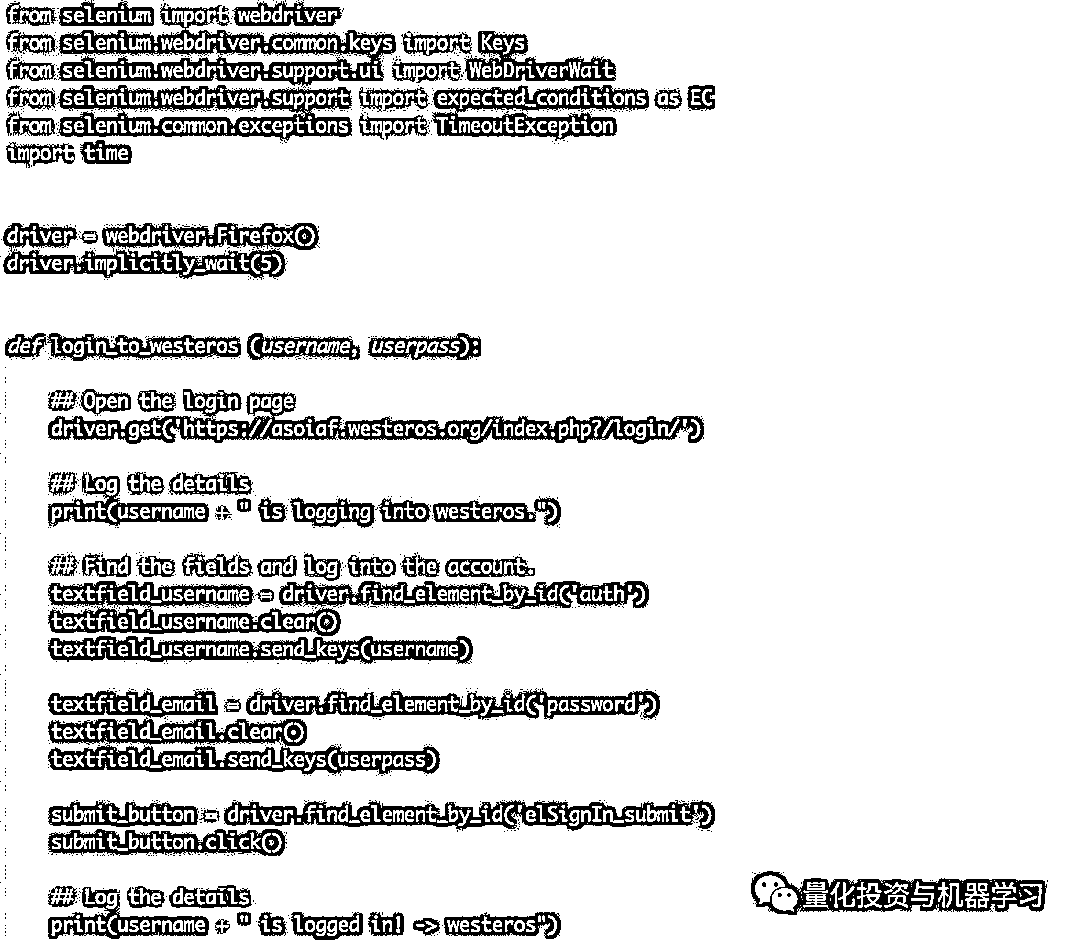 from selenium import webdriver
from selenium.webdriver.common.keys import Keys
from selenium.webdriver.support.ui import WebDriverWait
from selenium.webdriver.support import expected_conditions as EC
from selenium.common.exceptions import TimeoutException
import time
driver = webdriver.Firefox()
driver.implicitly_wait(5)
def login_to_westeros (username, userpass):
## Open the login page
driver.get('https://asoiaf.westeros.org/index.php?/login/')
## Log the details
print(username + " is logging into westeros.")
## Find the fields and log into the account.
textfield_username = driver.find_element_by_id('auth')
textfield_username.clear()
textfield_username.send_keys(username)
textfield_email = driver.find_element_by_id('password')
textfield_email.clear()
textfield_email.send_keys(userpass)
submit_button = driver.find_element_by_id('elSignIn_submit')
submit_button.click()
## Log the details
print(username + " is logged in! -> westeros")
量化投资与机器学习